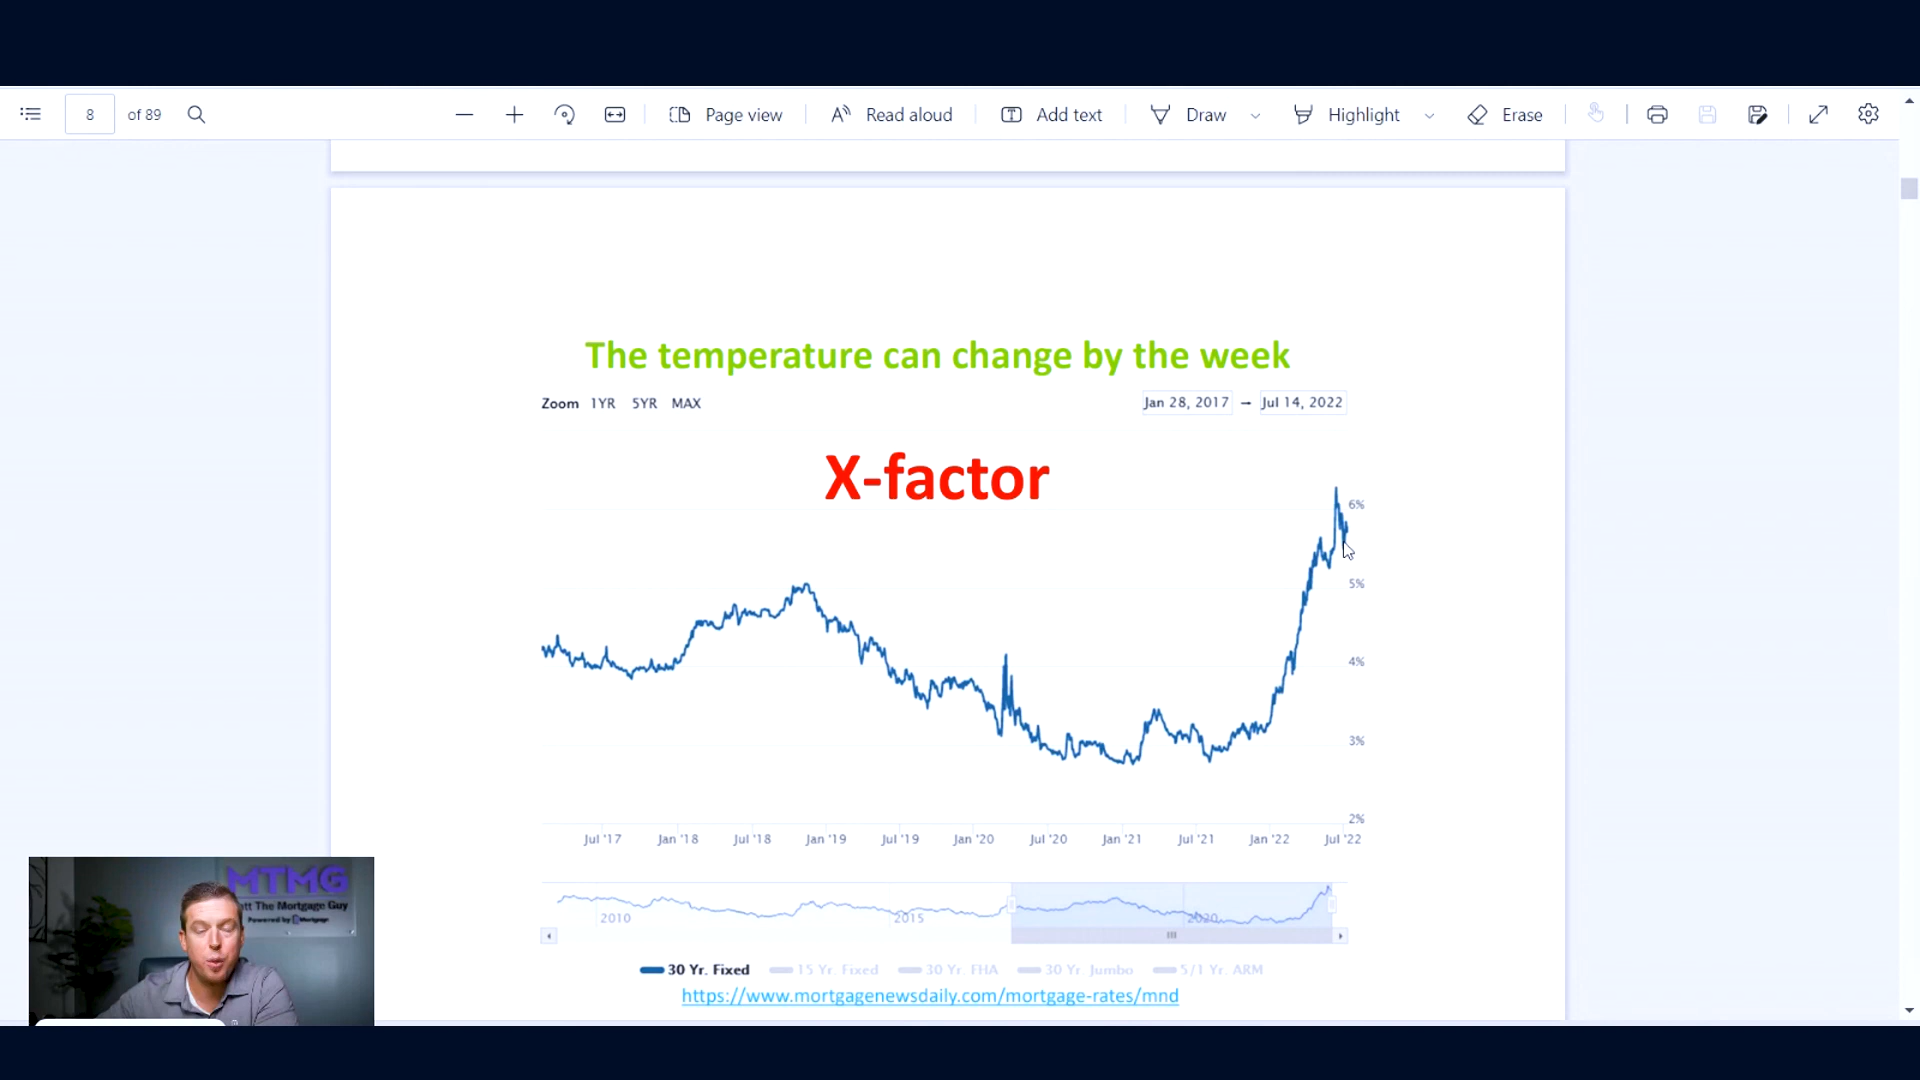 8 of 89 Page view Read aloud Add text Draw Highlight Erase
The temperature can change by the week
Zoom 1YR 5YR MAX Jan 28, 2017 → Jul 14, 2022
X-factor
6%
5%
4%
3%
2%
Jul '17 Jan '18 Jul '18 Jan '19 Jul '19 Jan '20 Jul '20 Jan '21 Jul '21 Jan '22 Jul '22
2010 2015 2020
30 Yr. Fixed 15 Yr. Fixed 30 Yr. FHA 30 Yr. Jumbo 5/1 Yr. ARM
https://www.mortgagenewsdaily.com/mortgage-rates/mnd
MTMG
att The Mortgage Guy
Powered by